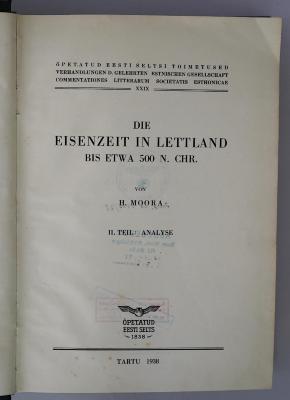 ÕPETATUD EESTI SELTSI TOIMETUSED
VERHANDLUNGEN D. GELEHRTEN ESTNISCHEN GESELLSCHAFT
COMMENTATIONES LITTERARUM SOCIETATIS ESTHONICAE
XXIX
DIE
EISENZEIT IN LETTLAND
BIS ETWA 500 N. CHR.
VON
H. MOORA
II. TEIL: ANALYSE
ÕPETATUD
EESTI SELTS
1838
TARTU 1938